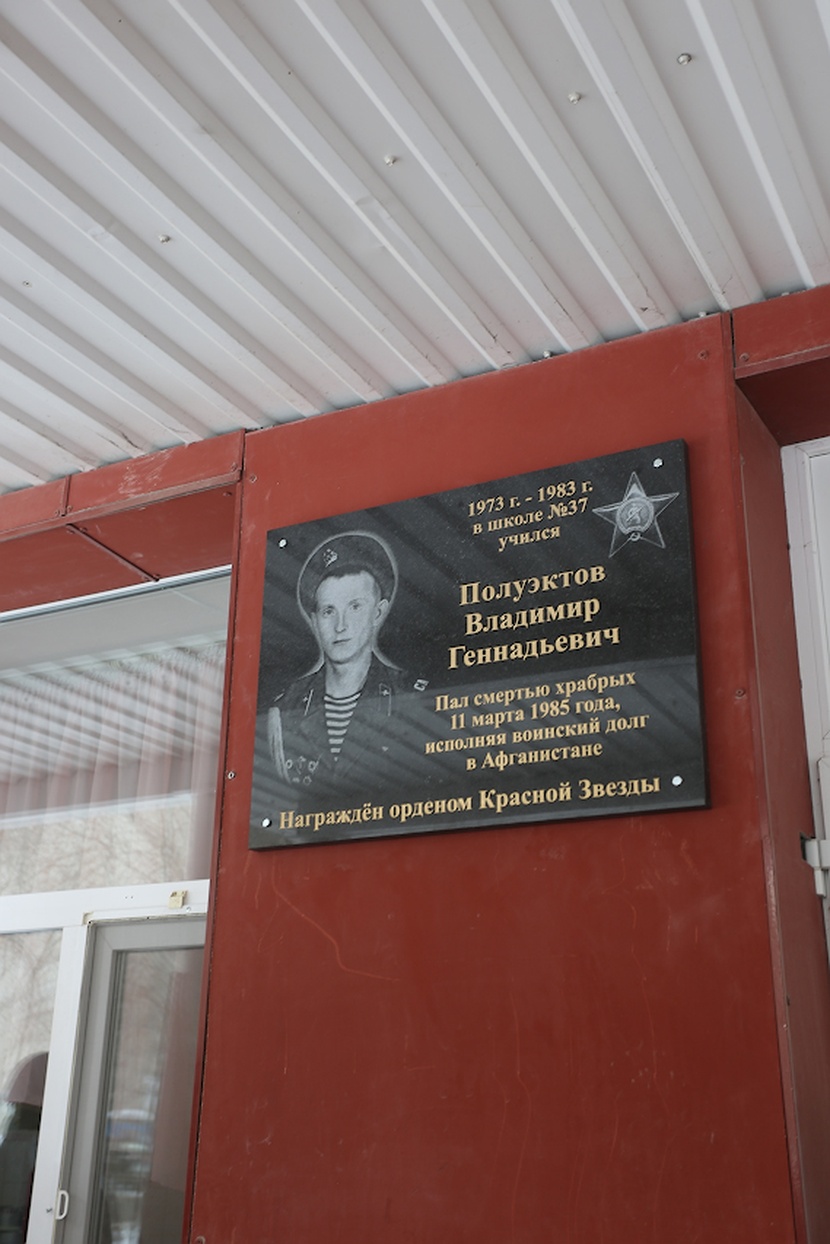 1973 г. - 1983 г.
в школе №37
учился
Полуэктов
Владимир
Геннадьевич
Пал смертью храбрых
11 марта 1985 года,
исполняя воинский долг
в Афганистане
Награждён орденом Красной Звезды